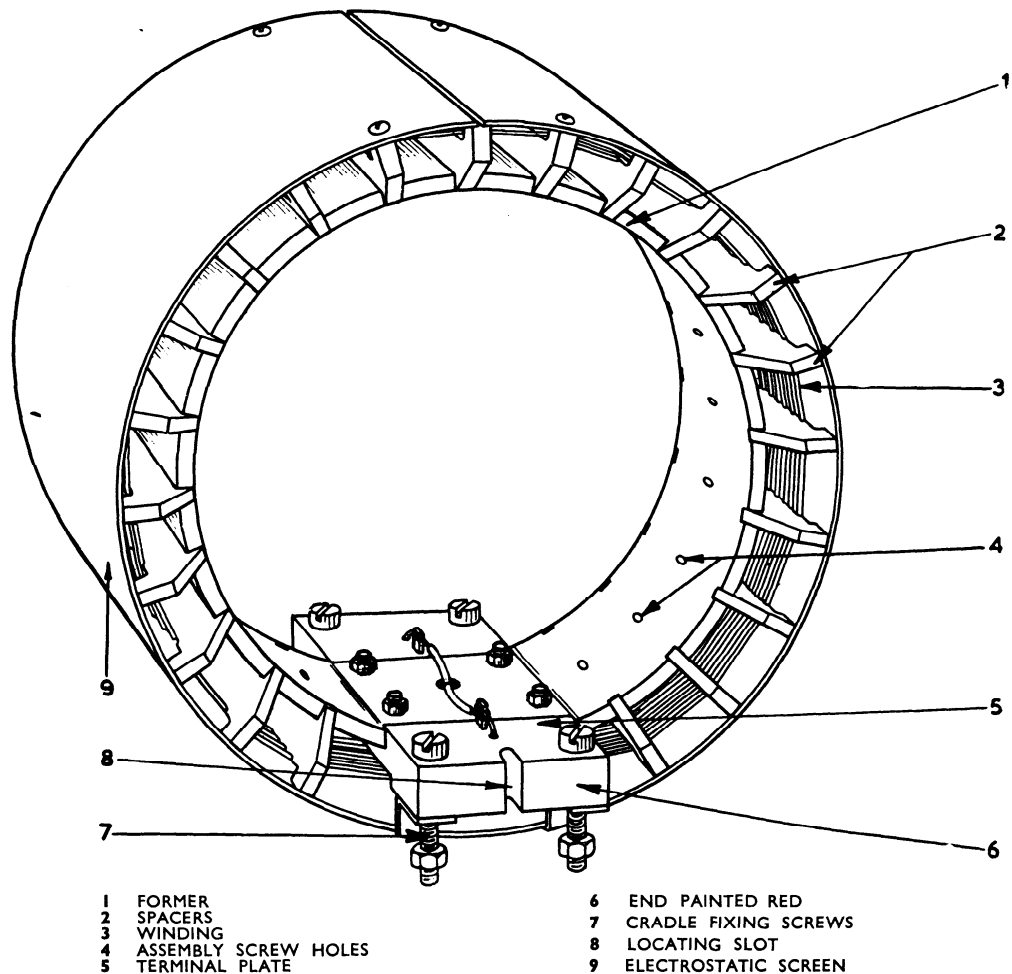 1
2
3
4
9
5
8
7
6
1 FORMER
2 SPACERS
3 WINDING
4 ASSEMBLY SCREW HOLES
5 TERMINAL PLATE
6 END PAINTED RED
7 CRADLE FIXING SCREWS
8 LOCATING SLOT
9 ELECTROSTATIC SCREEN